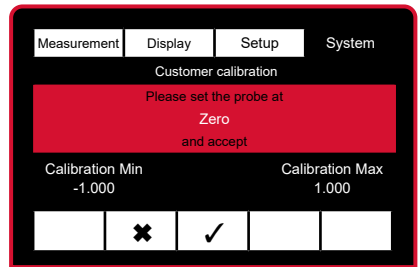 Measurement Display Setup System
Customer calibration
Please set the probe at
Zero
and accept
Calibration Min Calibration Max
-1.000 1.000